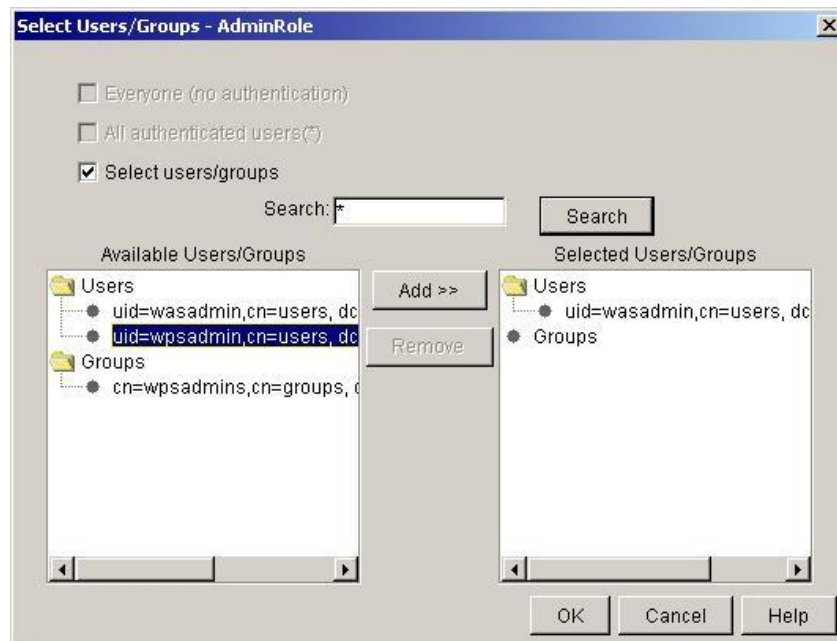 Select Users/Groups - AdminRole
Everyone (no authentication)
All authenticated users(*)
Select users/groups
Search: *
Search
Available Users/Groups
Users
uid=wasadmin,cn=users, dc
uid=wpsadmin,cn=users, dc
Groups
cn=wpsadmins,cn=groups,
Add >>
Remove
Selected Users/Groups
Users
uid=wasadmin,cn=users, dc
Groups
OK
Cancel
Help